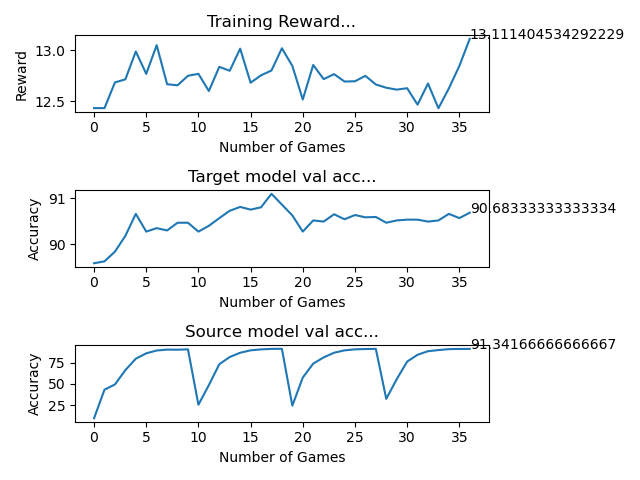 Training Reward...
13.111404534292229
13.0
12.5
Reward
0 5 10 15 20 25 30 35
Number of Games
Target model val acc...
91
90.68333333333334
90
Accuracy
0 5 10 15 20 25 30 35
Number of Games
Source model val acc...
91.34166666666667
75
50
25
Accuracy
0 5 10 15 20 25 30 35
Number of Games